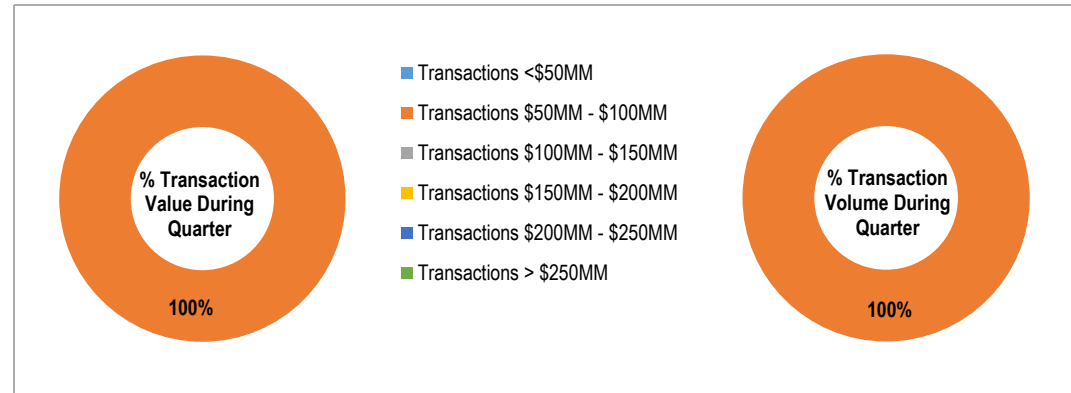 % Transaction
Value During
Quarter
100%
Transactions <$50MM
Transactions $50MM - $100MM
Transactions $100MM - $150MM
Transactions $150MM - $200MM
Transactions $200MM - $250MM
Transactions > $250MM
% Transaction
Volume During
Quarter
100%